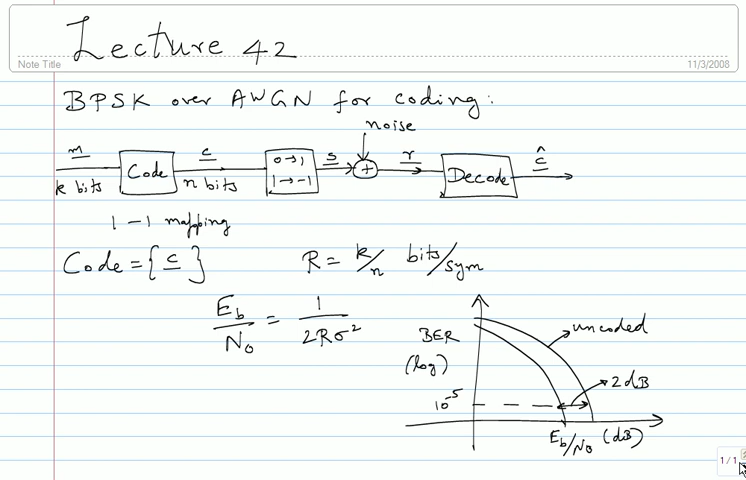 Lecture 42
Note Title
11/3/2008
BPSK over AWGN for coding:
noise
m c s r ĉ
Code 0→1 + Decode
k bits n bits 1→-1
1-1 mapping
Code = { c } R = k/n bits/sym
Eb/N0 = 1/2Rσ²
BER uncoded
(log) 2 dB
10^-5
Eb/N0 (dB)
1/1